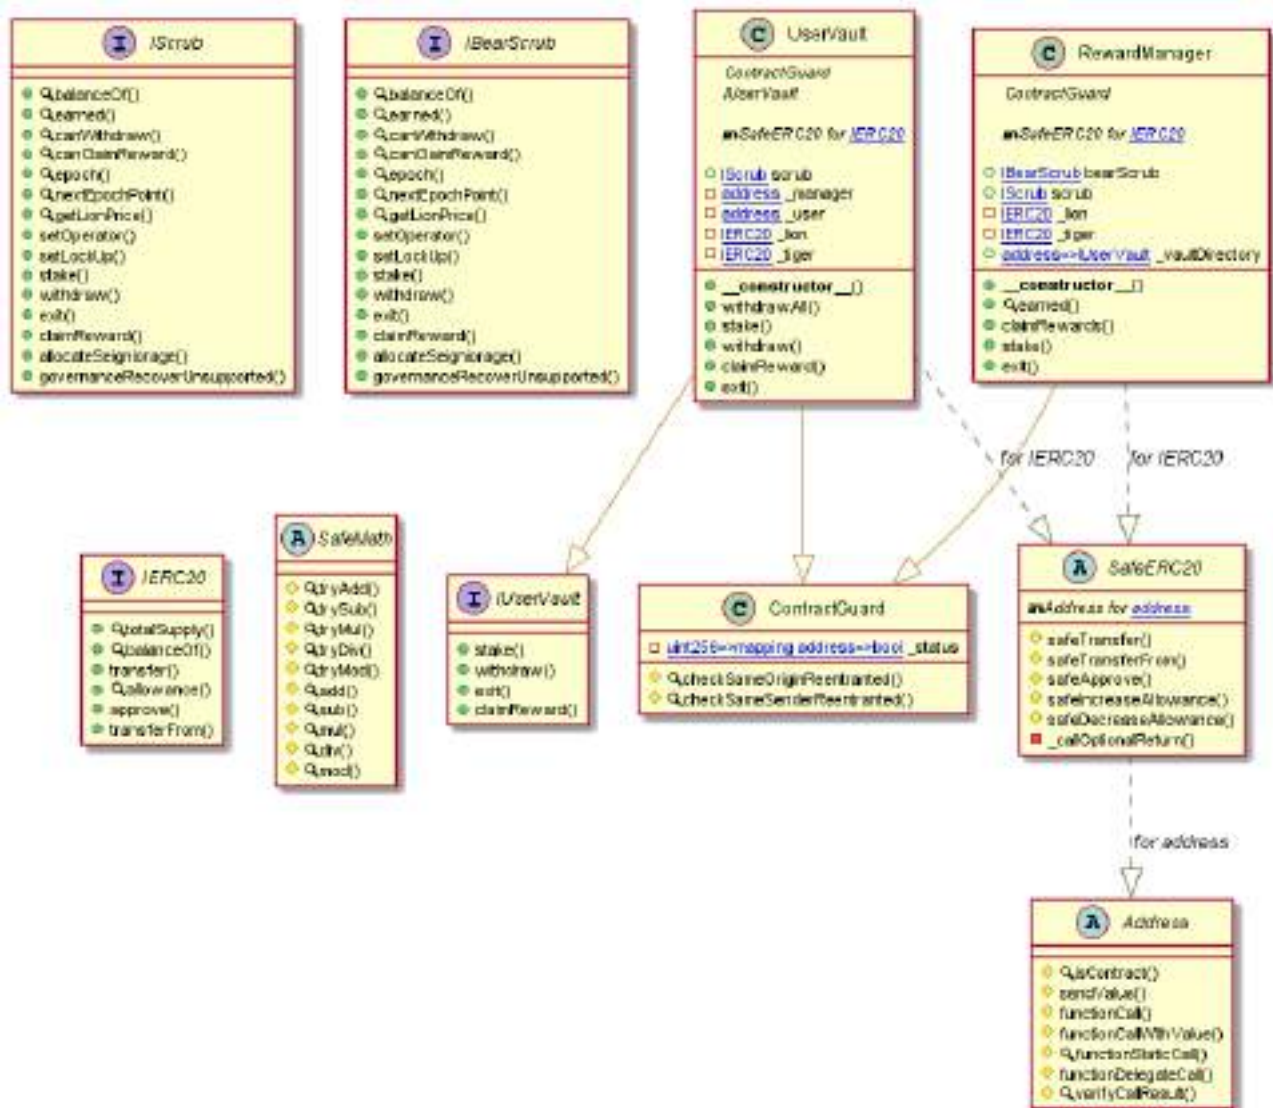 I IScrub
balanceOf()
earned()
canWithdraw()
canClaimReward()
epoch()
nextEpochPoint()
getLionPrice()
setOperator()
setLockUp()
stake()
withdraw()
exit()
claimReward()
allocateSeigniorage()
governanceRecoverUnsupported()
I IBearScrub
balanceOf()
earned()
canWithdraw()
canClaimReward()
epoch()
nextEpochPoint()
getLionPrice()
setOperator()
setLockUp()
stake()
withdraw()
exit()
claimReward()
allocateSeigniorage()
governanceRecoverUnsupported()
C UserVault
ContractGuard
IUserVault
SafeERC20 for IERC20
IScrub scrub
address _manager
address _user
IERC20 _lion
IERC20 _tiger
__constructor__()
withdrawAll()
stake()
withdraw()
claimReward()
exit()
C RewardManager
ContractGuard
SafeERC20 for IERC20
IBearScrub bearScrub
IScrub scrub
IERC20 _lion
IERC20 _tiger
address=>IUserVault _vaultDirectory
__constructor__()
earned()
claimRewards()
stake()
exit()
for IERC20
for IERC20
I IERC20
totalSupply()
balanceOf()
transfer()
allowance()
approve()
transferFrom()
A SafeMath
tryAdd()
trySub()
tryMul()
tryDiv()
tryMod()
add()
sub()
mul()
div()
mod()
I IUserVault
stake()
withdraw()
exit()
claimReward()
C ContractGuard
uint256=>mapping address=>bool _status
checkSameOriginReentranted()
checkSameSenderReentranted()
A SafeERC20
Address for address
safeTransfer()
safeTransferFrom()
safeApprove()
safeIncreaseAllowance()
safeDecreaseAllowance()
_callOptionalReturn()
for address
A Address
isContract()
sendValue()
functionCall()
functionCallWithValue()
functionStaticCall()
functionDelegateCall()
verifyCallResult()